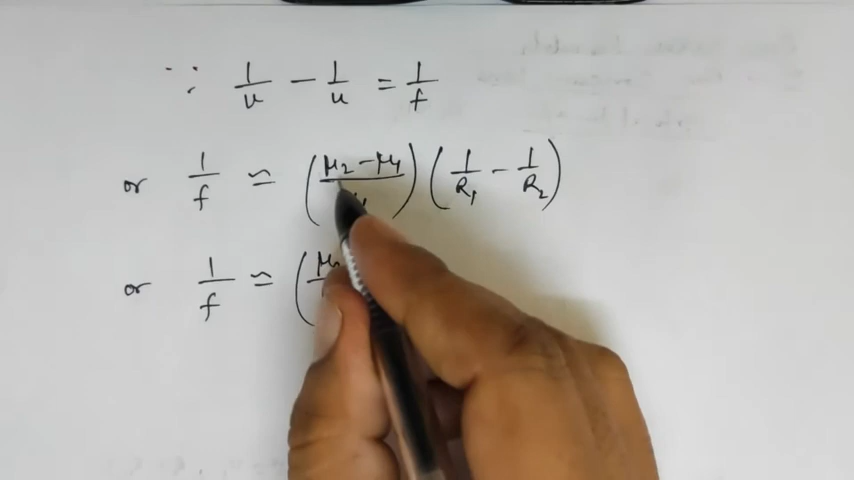 ∵ 1/v - 1/u = 1/f
or 1/f ≃ ((μ₂ - μ₁)/μ) (1/R₁ - 1/R₂)
or 1/f ≃ (μ